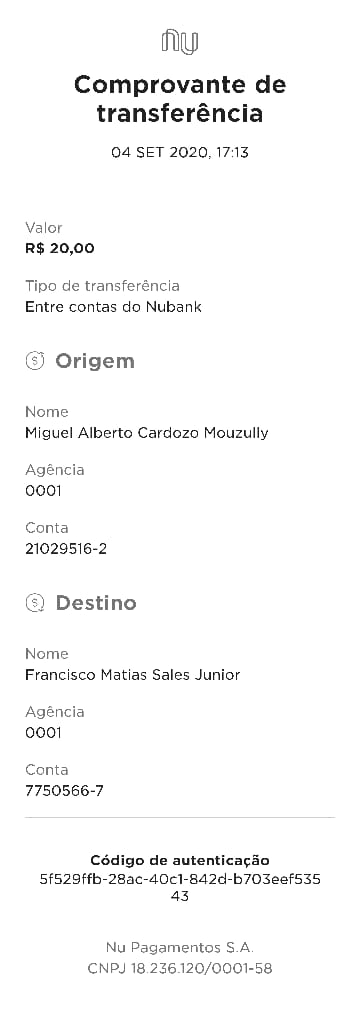 nu
Comprovante de
transferência
04 SET 2020, 17:13
Valor
R$ 20,00
Tipo de transferência
Entre contas do Nubank
Origem
Nome
Miguel Alberto Cardozo Mouzully
Agência
0001
Conta
21029516-2
Destino
Nome
Francisco Matias Sales Junior
Agência
0001
Conta
7750566-7
Código de autenticação
5f529ffb-28ac-40c1-842d-b703eef535
43
Nu Pagamentos S.A.
CNPJ 18.236.120/0001-58